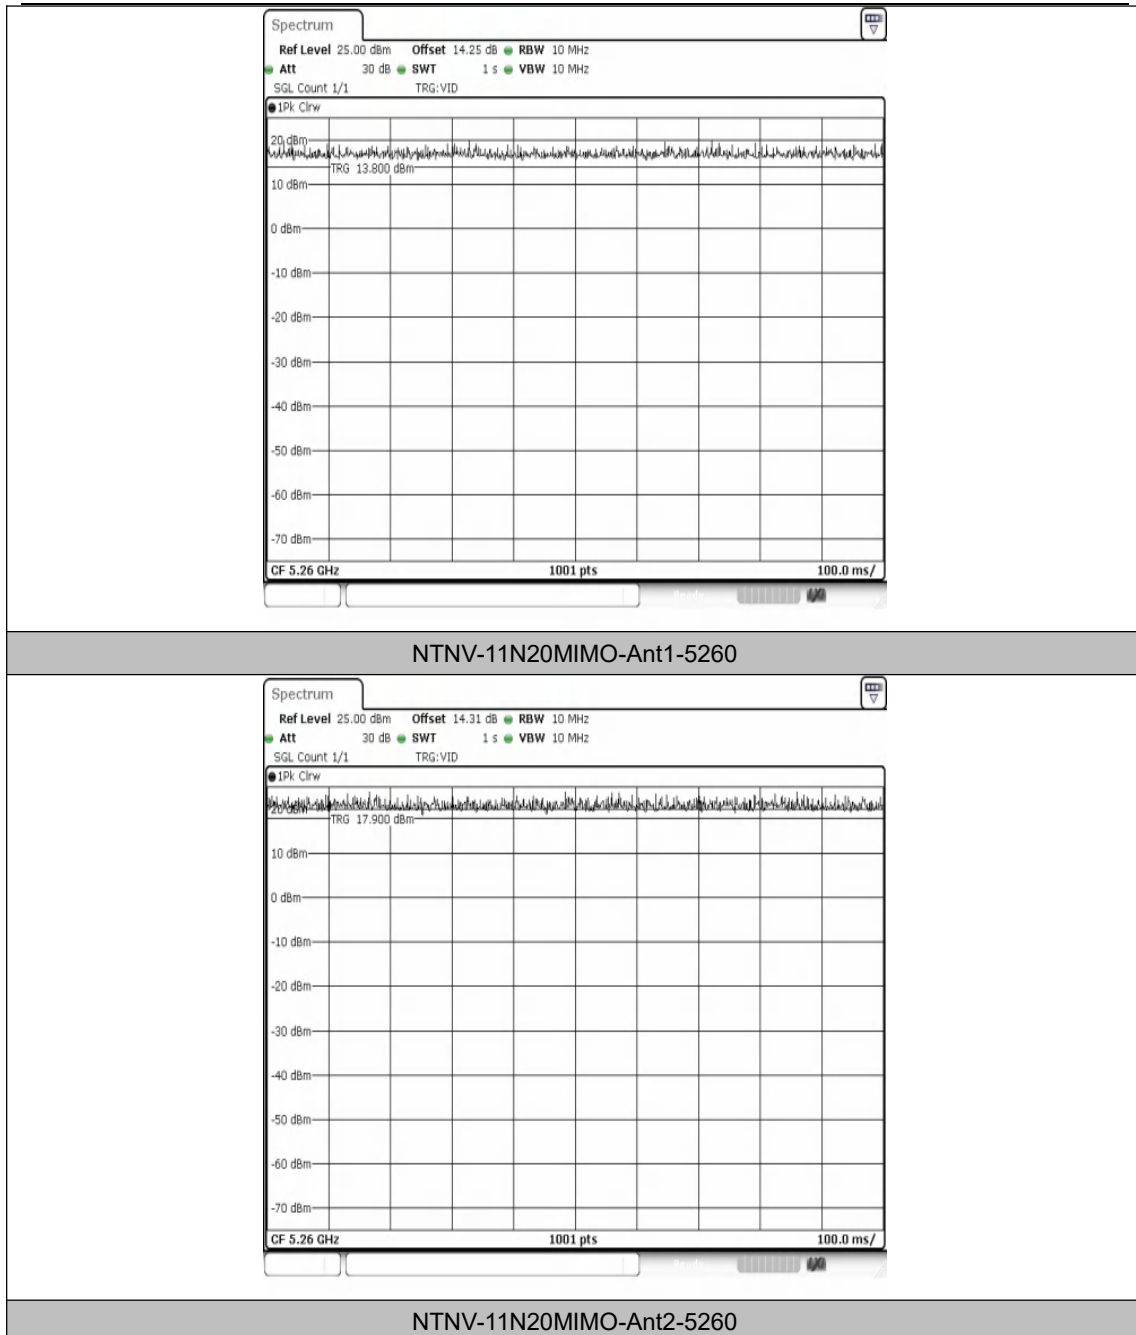 Spectrum
Ref Level 25.00 dBm Offset 14.25 dB RBW 10 MHz
Att 30 dB SWT 1 s VBW 10 MHz
SGL Count 1/1 TRG:VID
1Pk Clrw
20 dBm
TRG 13.800 dBm
10 dBm
0 dBm
-10 dBm
-20 dBm
-30 dBm
-40 dBm
-50 dBm
-60 dBm
-70 dBm
CF 5.26 GHz 1001 pts 100.0 ms/
NTNV-11N20MIMO-Ant1-5260
Spectrum
Ref Level 25.00 dBm Offset 14.31 dB RBW 10 MHz
Att 30 dB SWT 1 s VBW 10 MHz
SGL Count 1/1 TRG:VID
1Pk Clrw
20 dBm
TRG 17.900 dBm
10 dBm
0 dBm
-10 dBm
-20 dBm
-30 dBm
-40 dBm
-50 dBm
-60 dBm
-70 dBm
CF 5.26 GHz 1001 pts 100.0 ms/
NTNV-11N20MIMO-Ant2-5260